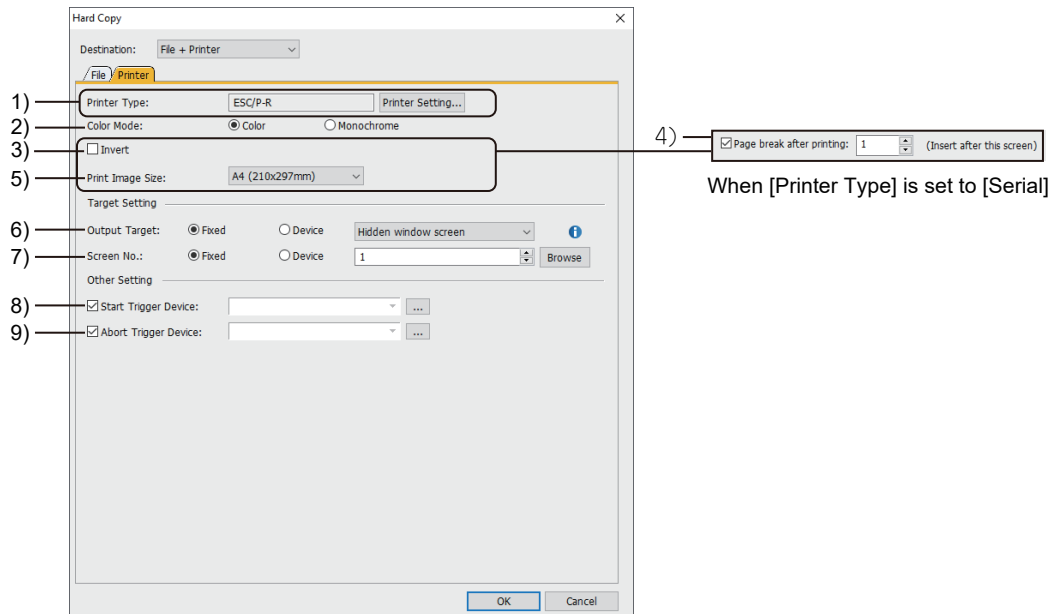 Hard Copy
Destination: File + Printer
File Printer
1) Printer Type: ESC/P-R Printer Setting...
2) Color Mode: Color Monochrome
3) Invert
4) Page break after printing: 1 (Insert after this screen)
When [Printer Type] is set to [Serial]
5) Print Image Size: A4 (210x297mm)
Target Setting
6) Output Target: Fixed Device Hidden window screen
7) Screen No.: Fixed Device 1 Browse
Other Setting
8) Start Trigger Device: ...
9) Abort Trigger Device: ...
OK Cancel